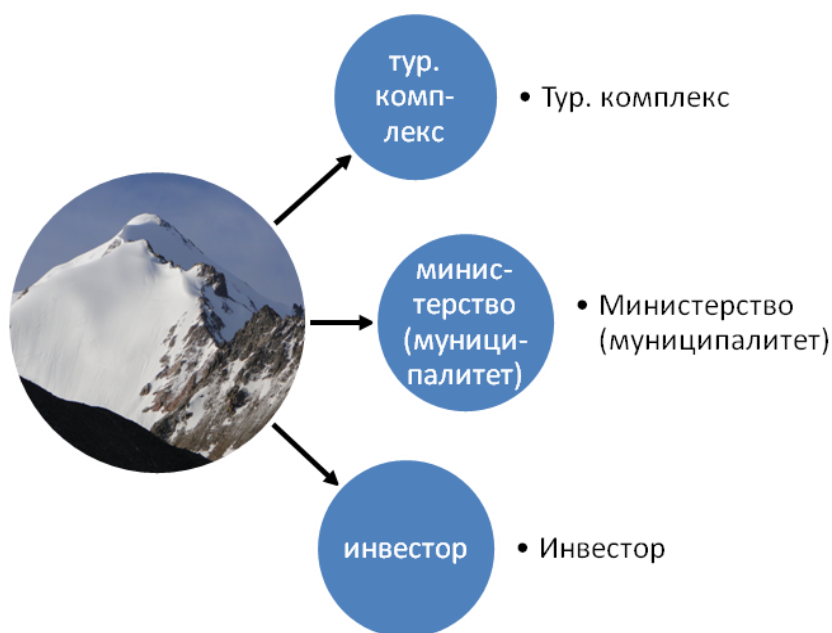 тур.
комп-
лекс
• Тур. комплекс
минис-
терство
(муници-
палитет)
• Министерство
(муниципалитет)
инвестор
• Инвестор